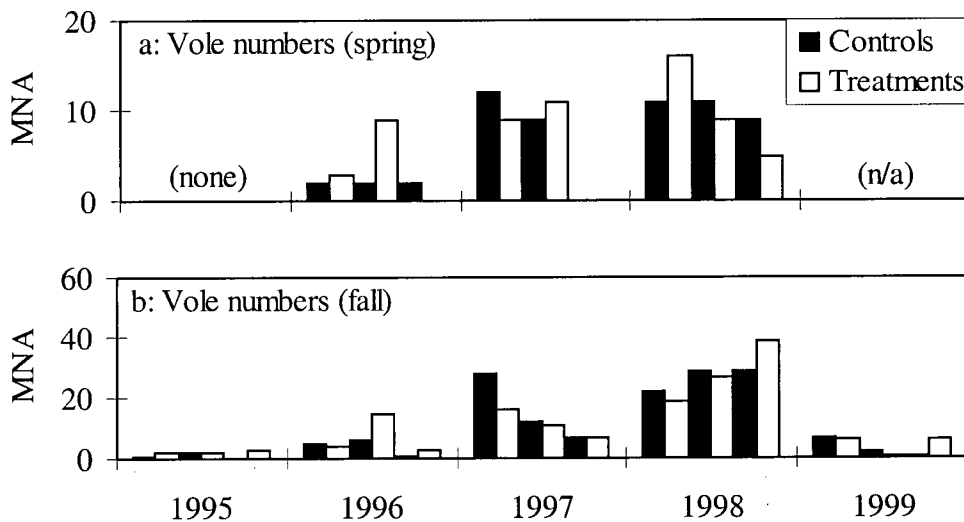 20
a: Vole numbers (spring)
Controls
Treatments
MNA
10
(none)
(n/a)
0
60
b: Vole numbers (fall)
40
MNA
20
0
1995 1996 1997 1998 1999